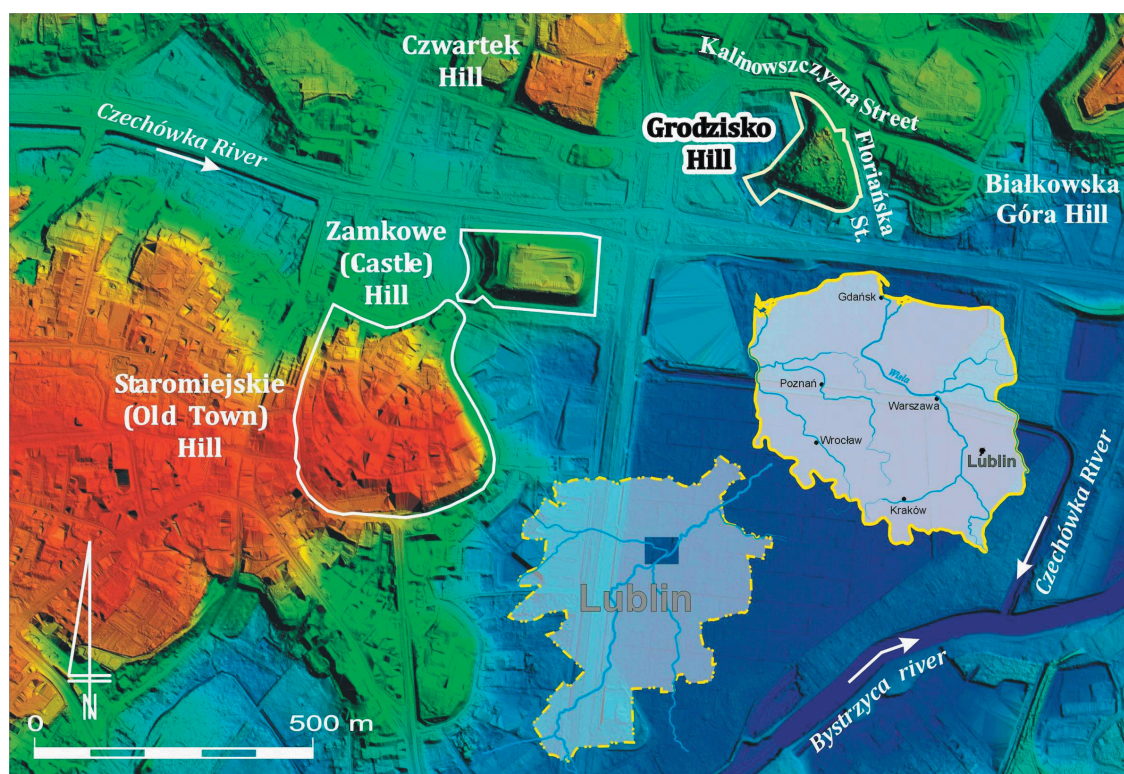 Czwartek
Hill
Kalinowszczyzna Street
Czechówka River
Grodzisko
Hill
Floriańska
St.
Białkowska
Góra Hill
Zamkowe
(Castle)
Hill
Staromiejskie
(Old Town)
Hill
Gdańsk
Wisła
Poznań
Warszawa
Wrocław
Lublin
Kraków
Lublin
Czechówka River
Bystrzyca river
N
0
500 m